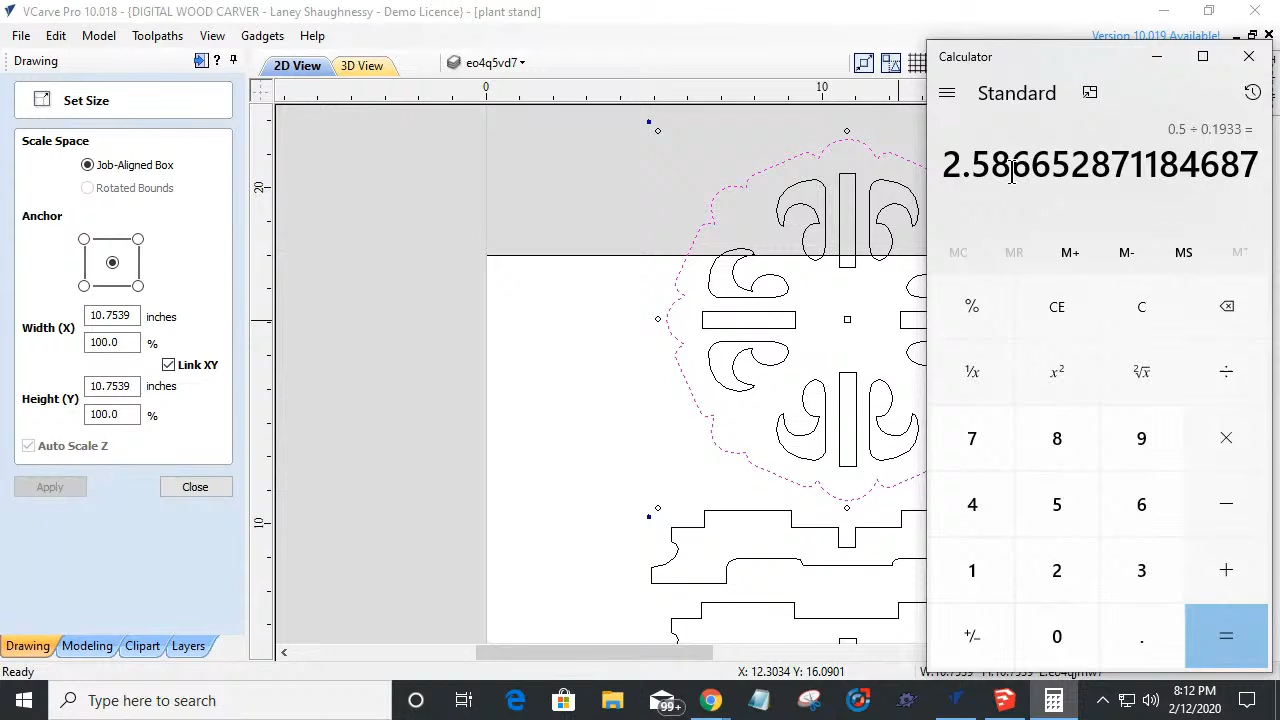 VCarve Pro 10.018 - {DIGITAL WOOD CARVER - Laney Shaughnessy - Demo Licence} - [plant stand]
File Edit Model Toolpaths View Gadgets Help
Version 10.019 Available!
Drawing
2D View
3D View
eo4q5vd7
Set Size
Scale Space
Job-Aligned Box
Rotated Bounds
Anchor
Width (X)
10.7539 inches
100.0 %
Link XY
Height (Y)
10.7539 inches
100.0 %
Auto Scale Z
Apply
Close
0
10
20
10
Calculator
Standard
0.5 ÷ 0.1933 =
2.586652871184687
MC MR M+ M- MS M˅
% CE C
¹/x x² ²√x ÷
7 8 9 ×
4 5 6 −
1 2 3 +
+/− 0 . =
Drawing Modeling Clipart Layers
Ready
X: 12.3034 Y: 16.0901
Type here to search
99+
8:12 PM
2/12/2020